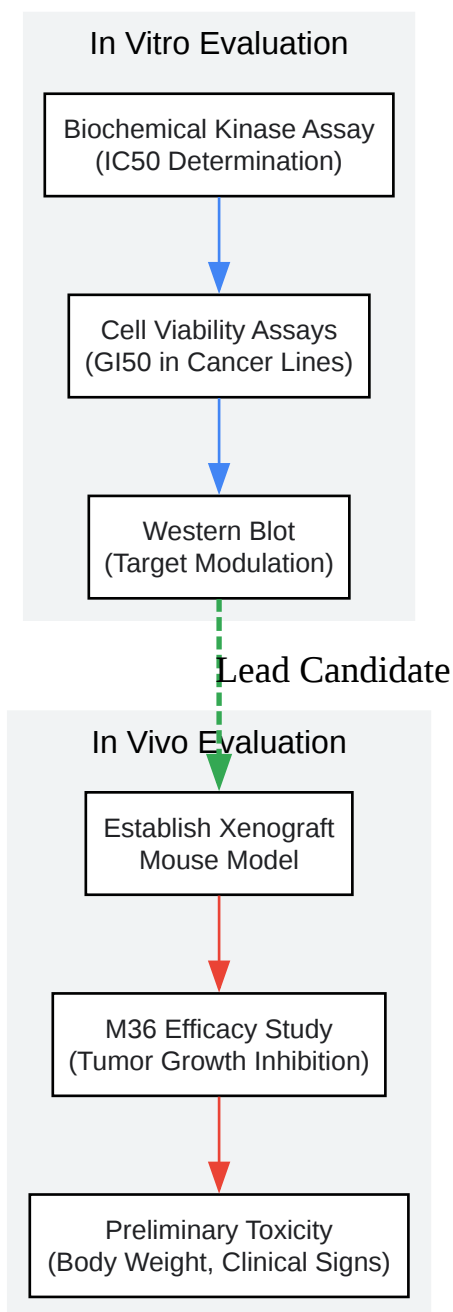 In Vitro Evaluation
Biochemical Kinase Assay
(IC50 Determination)
Cell Viability Assays
(GI50 in Cancer Lines)
Western Blot
(Target Modulation)
Lead Candidate
In Vivo Evaluation
Establish Xenograft
Mouse Model
M36 Efficacy Study
(Tumor Growth Inhibition)
Preliminary Toxicity
(Body Weight, Clinical Signs)